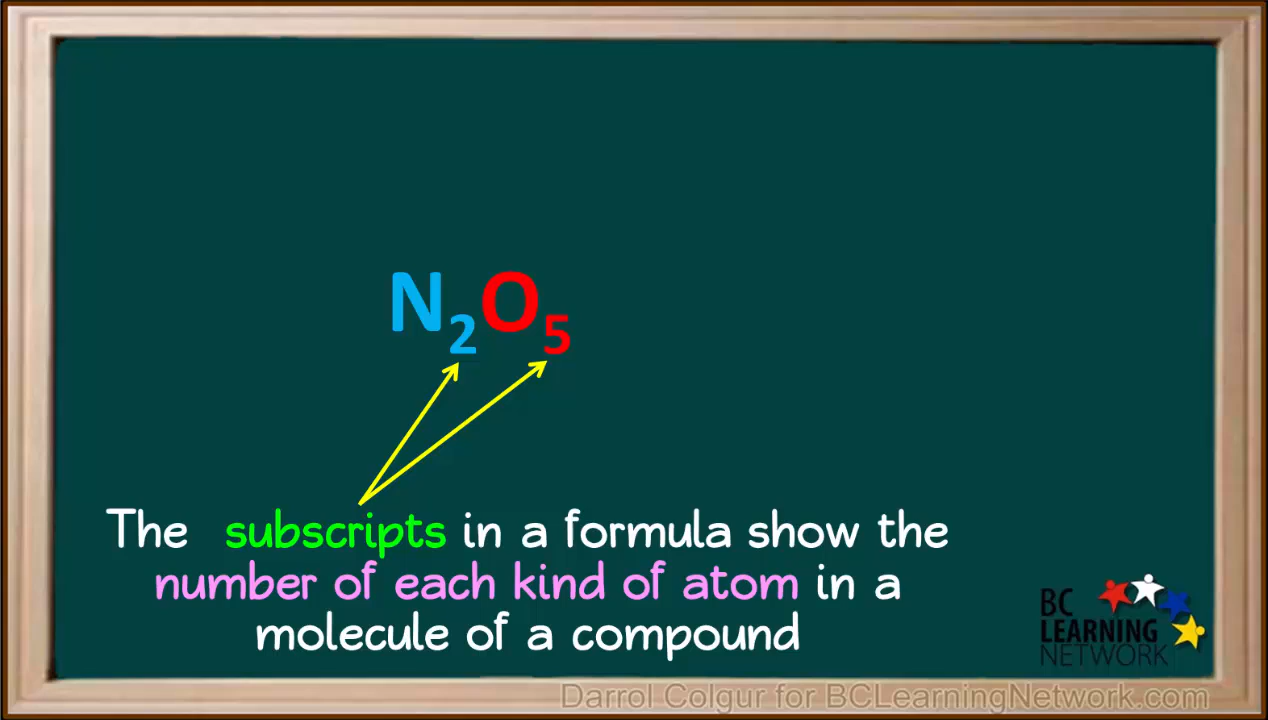 N₂O₅
The subscripts in a formula show the
number of each kind of atom in a
molecule of a compound
BC
LEARNING
NETWORK
Darrol Colgur for BCLearningNetwork.com